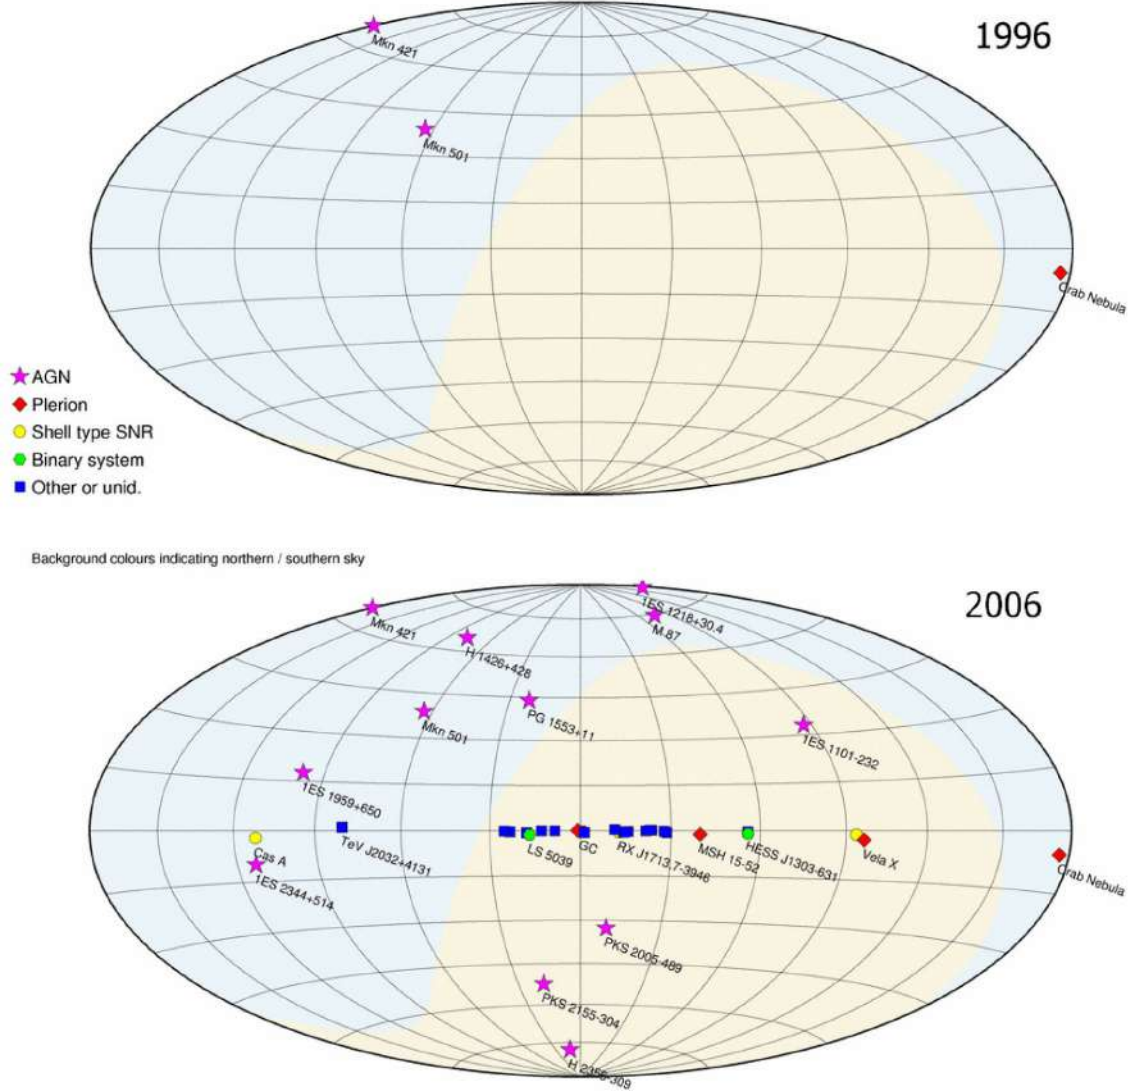 1996
Mkn 421
Mkn 501
Crab Nebula
AGN
Plerion
Shell type SNR
Binary system
Other or unid.
Background colours indicating northern / southern sky
2006
1ES 1218+30.4
Mkn 421
M 87
H 1426+428
PG 1553+11
Mkn 501
1ES 1101-232
1ES 1959+650
TeV J2032+4131
LS 5039
GC
RX J1713.7-3946
MSH 15-52
HESS J1303-631
Vela X
Cas A
Crab Nebula
1ES 2344+514
PKS 2005-489
PKS 2155-304
H 2356-309